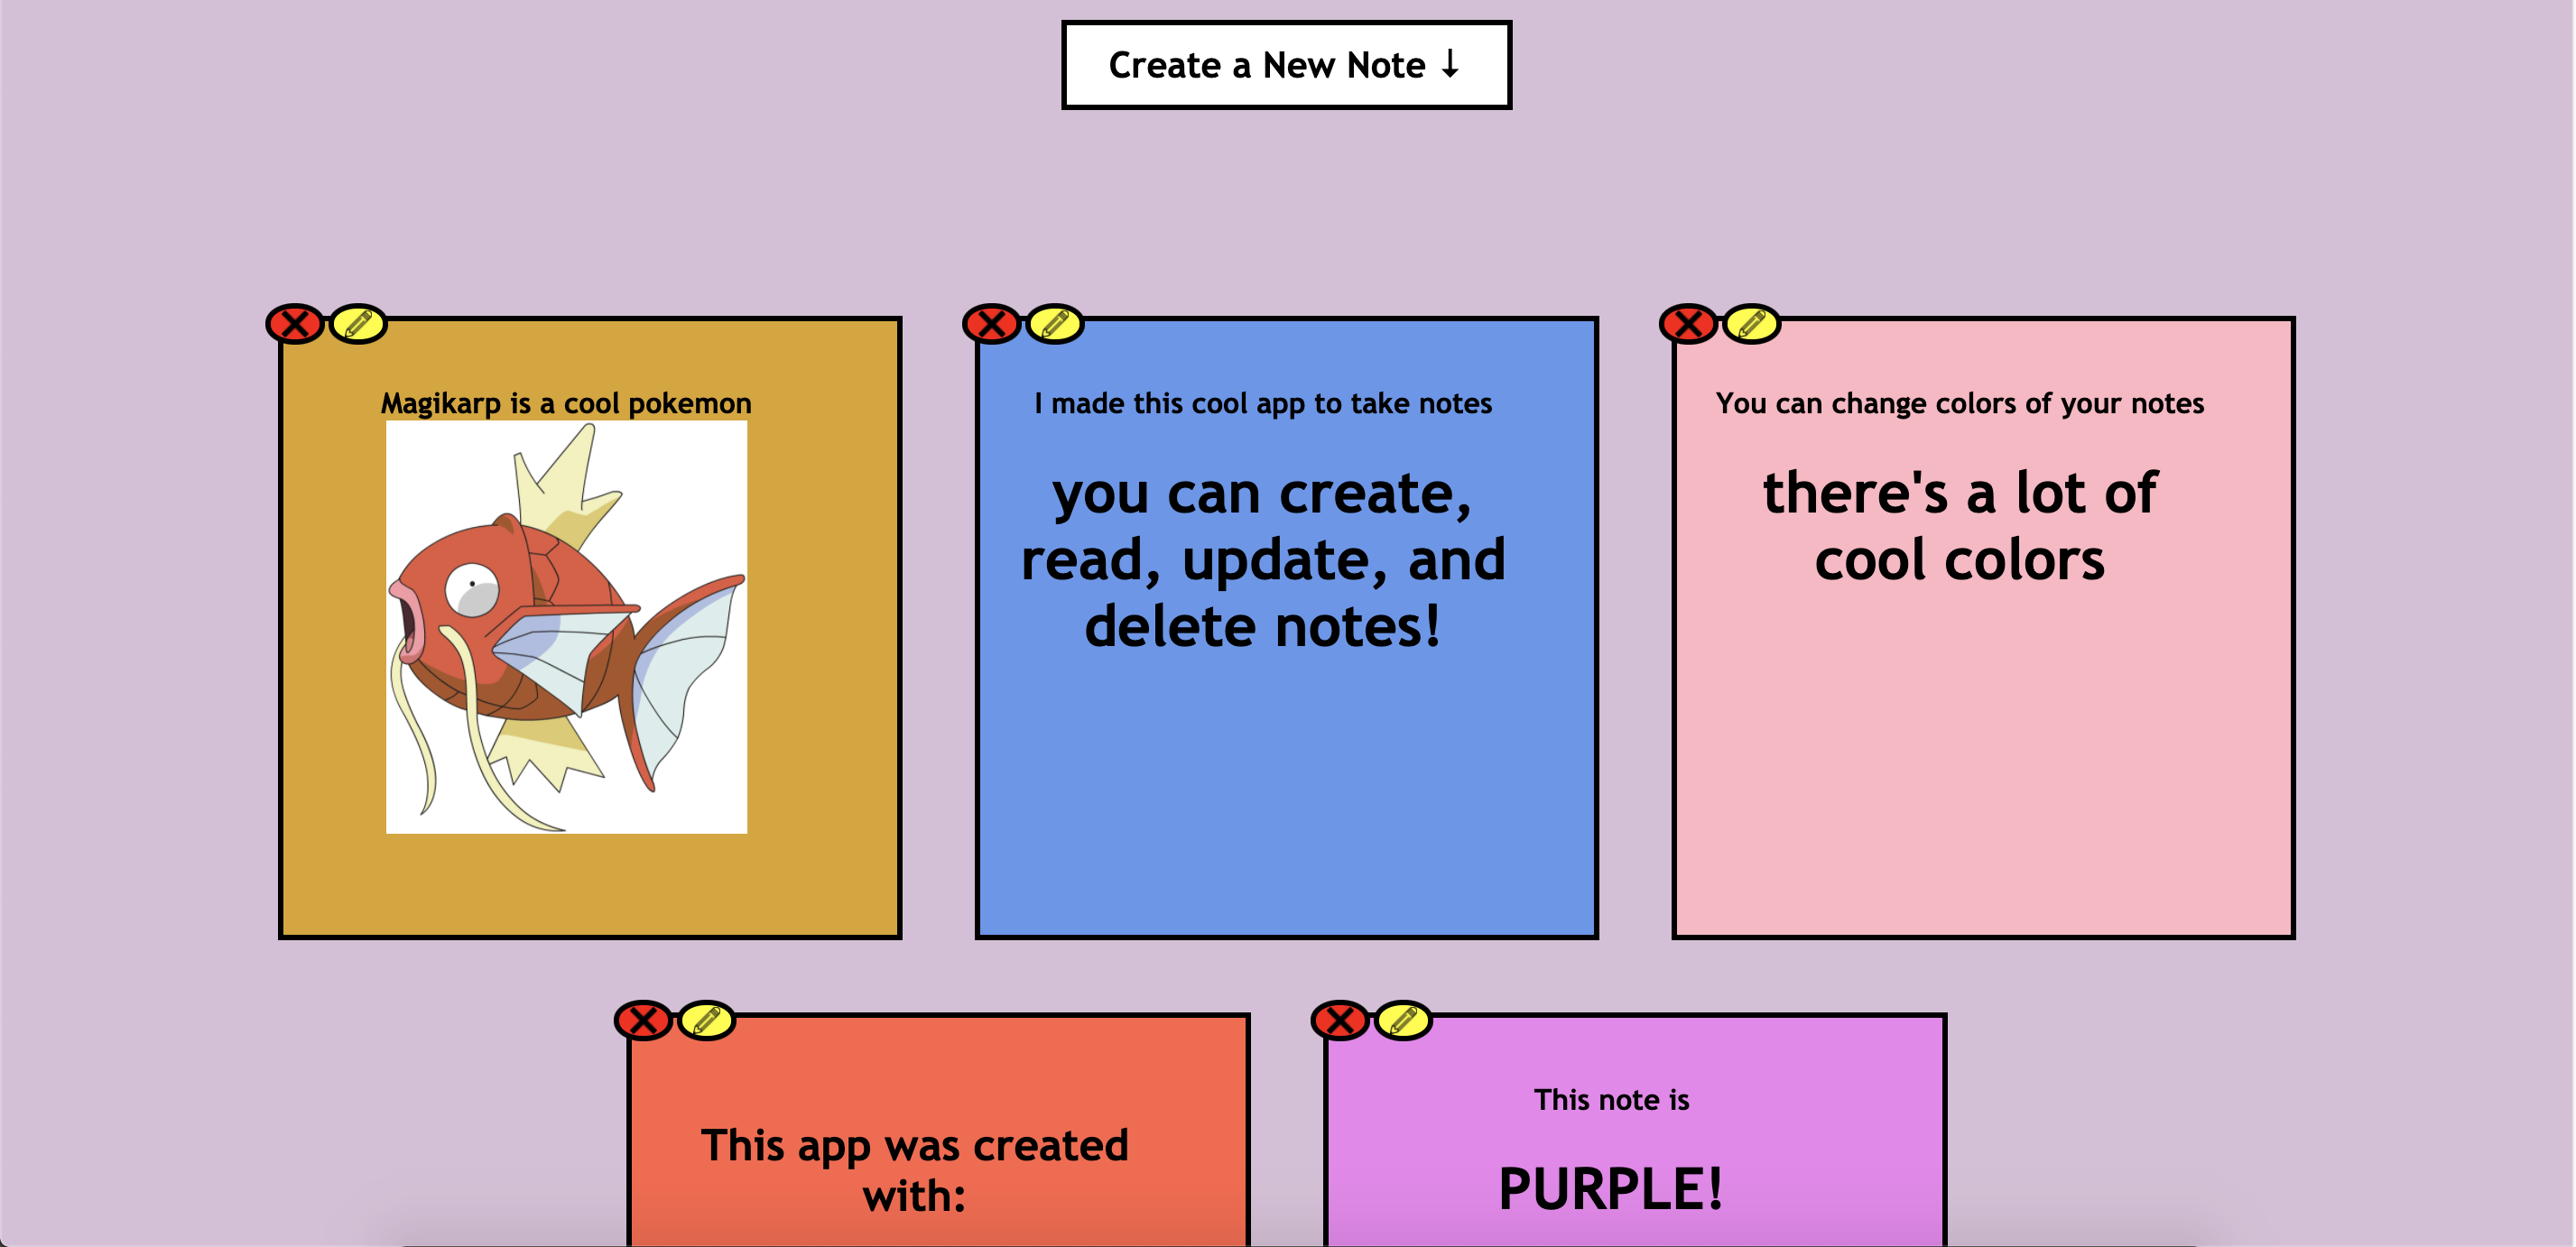 Create a New Note ↓
Magikarp is a cool pokemon
I made this cool app to take notes
you can create,
read, update, and
delete notes!
You can change colors of your notes
there's a lot of
cool colors
This app was created
with:
This note is
PURPLE!